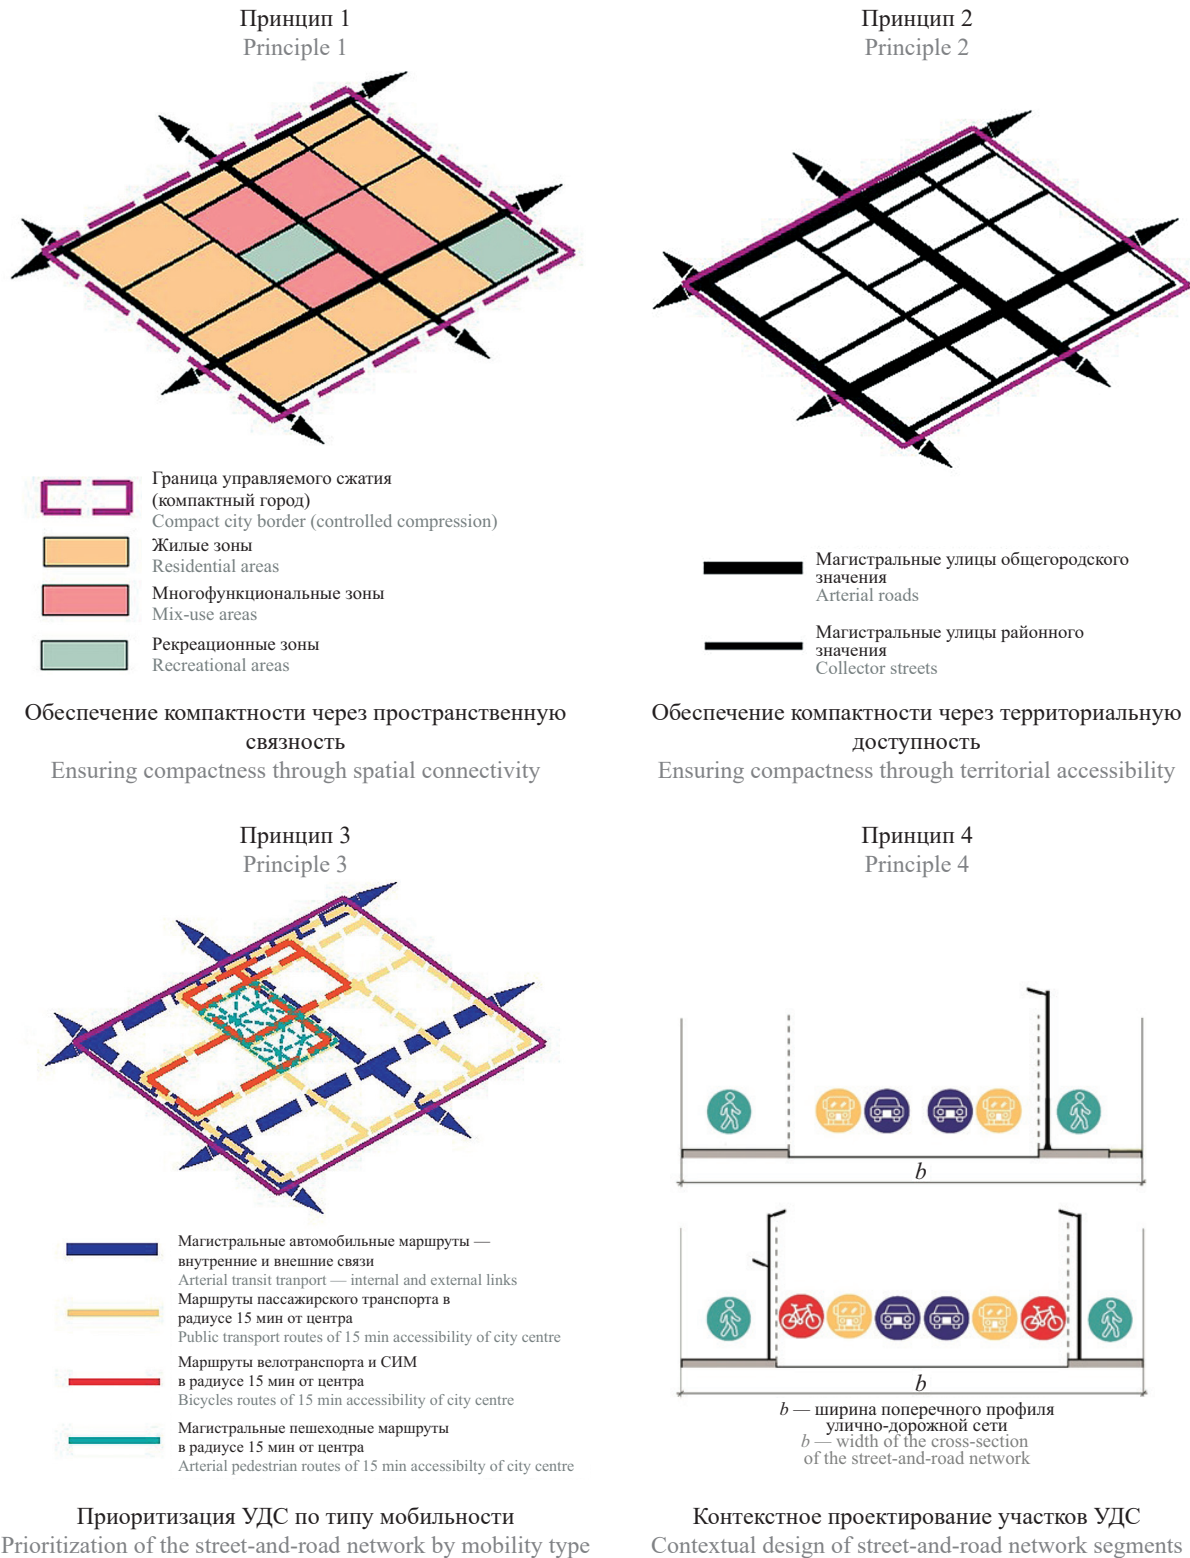 Принцип 1
Principle 1
Граница управляемого сжатия
(компактный город)
Compact city border (controlled compression)
Жилые зоны
Residential areas
Многофункциональные зоны
Mix-use areas
Рекреационные зоны
Recreational areas
Обеспечение компактности через пространственную
связность
Ensuring compactness through spatial connectivity
Принцип 2
Principle 2
Магистральные улицы общегородского
значения
Arterial roads
Магистральные улицы районного
значения
Collector streets
Обеспечение компактности через территориальную
доступность
Ensuring compactness through territorial accessibility
Принцип 3
Principle 3
Магистральные автомобильные маршруты —
внутренние и внешние связи
Arterial transit tranport — internal and external links
Маршруты пассажирского транспорта в
радиусе 15 мин от центра
Public transport routes of 15 min accessibility of city centre
Маршруты велотранспорта и СИМ
в радиусе 15 мин от центра
Bicycles routes of 15 min accessibility of city centre
Магистральные пешеходные маршруты
в радиусе 15 мин от центра
Arterial pedestrian routes of 15 min accessibilty of city centre
Приоритизация УДС по типу мобильности
Prioritization of the street-and-road network by mobility type
Принцип 4
Principle 4
b
b
b — ширина поперечного профиля
улично-дорожной сети
b — width of the cross-section
of the street-and-road network
Контекстное проектирование участков УДС
Contextual design of street-and-road network segments